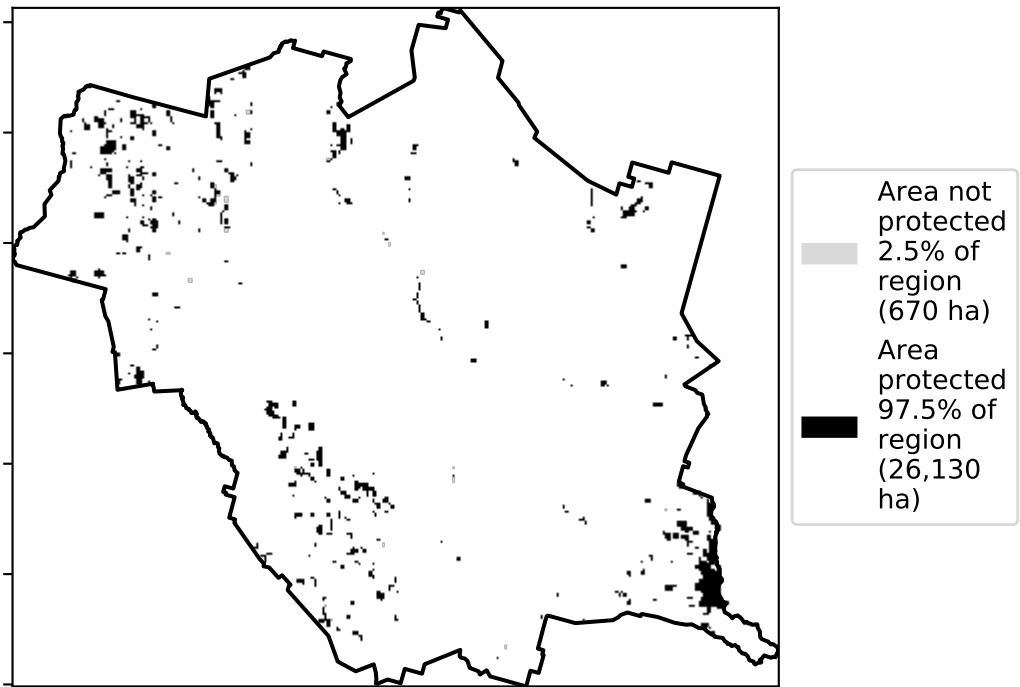 Area not
protected
2.5% of
region
(670 ha)
Area
protected
97.5% of
region
(26,130
ha)